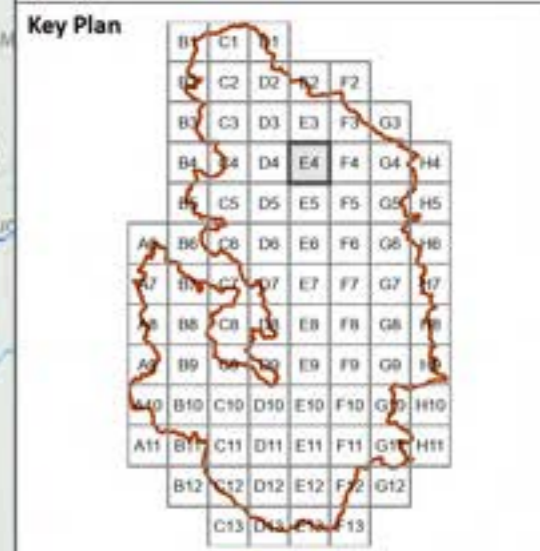 Key Plan
B1 C1 D1
B2 C2 D2 E2 F2
B3 C3 D3 E3 F3 G3
B4 C4 D4 E4 F4 G4 H4
B5 C5 D5 E5 F5 G5 H5
A6 B6 C6 D6 E6 F6 G6 H6
A7 B7 C7 D7 E7 F7 G7 H7
A8 B8 C8 D8 E8 F8 G8 H8
A9 B9 C9 D9 E9 F9 G9 H9
A10 B10 C10 D10 E10 F10 G10 H10
A11 B11 C11 D11 E11 F11 G11 H11
B12 C12 D12 E12 F12 G12
C13 D13 E13 F13